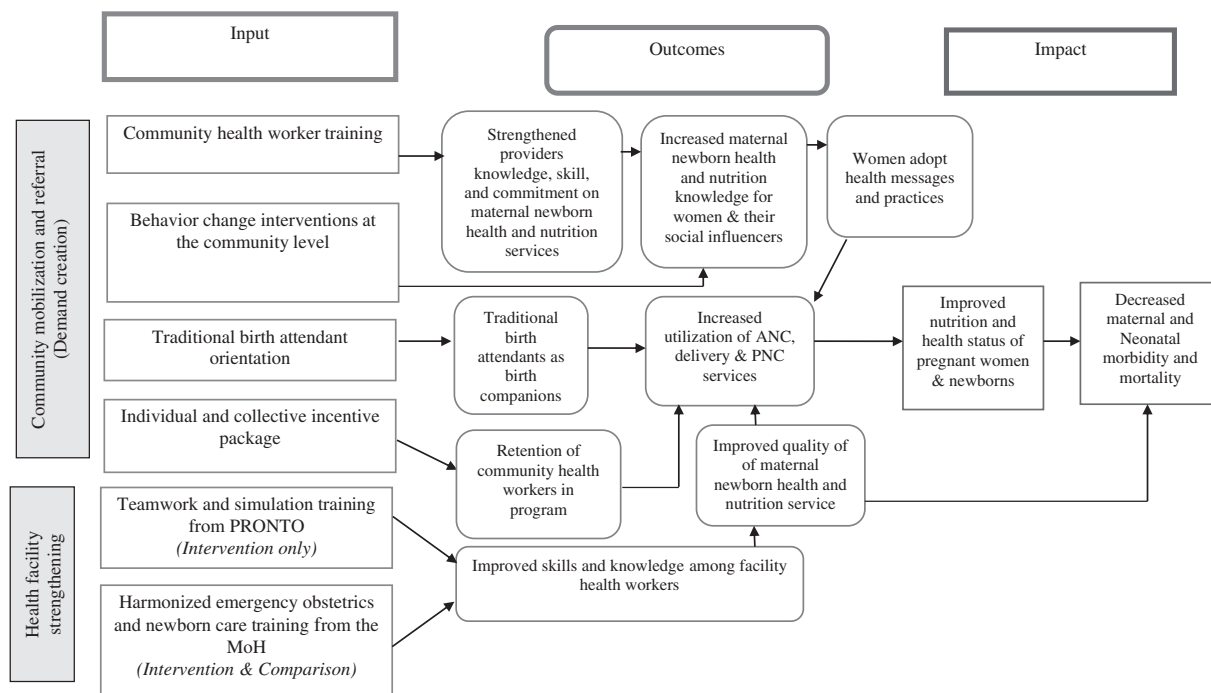 Input
Outcomes
Impact
Community mobilization and referral
(Demand creation)
Health facility
strengthening
Community health worker training
Behavior change interventions at
the community level
Traditional birth attendant
orientation
Individual and collective incentive
package
Teamwork and simulation training
from PRONTO
(Intervention only)
Harmonized emergency obstetrics
and newborn care training from the
MoH
(Intervention & Comparison)
Strengthened
providers
knowledge, skill,
and commitment on
maternal newborn
health and nutrition
services
Increased maternal
newborn health
and nutrition
knowledge for
women & their
social influencers
Women adopt
health messages
and practices
Traditional
birth
attendants as
birth
companions
Increased
utilization of ANC,
delivery & PNC
services
Improved
nutrition and
health status of
pregnant women
& newborns
Decreased
maternal and
Neonatal
morbidity and
mortality
Retention of
community health
workers in
program
Improved quality of
of maternal
newborn health and
nutrition service
Improved skills and knowledge among facility
health workers